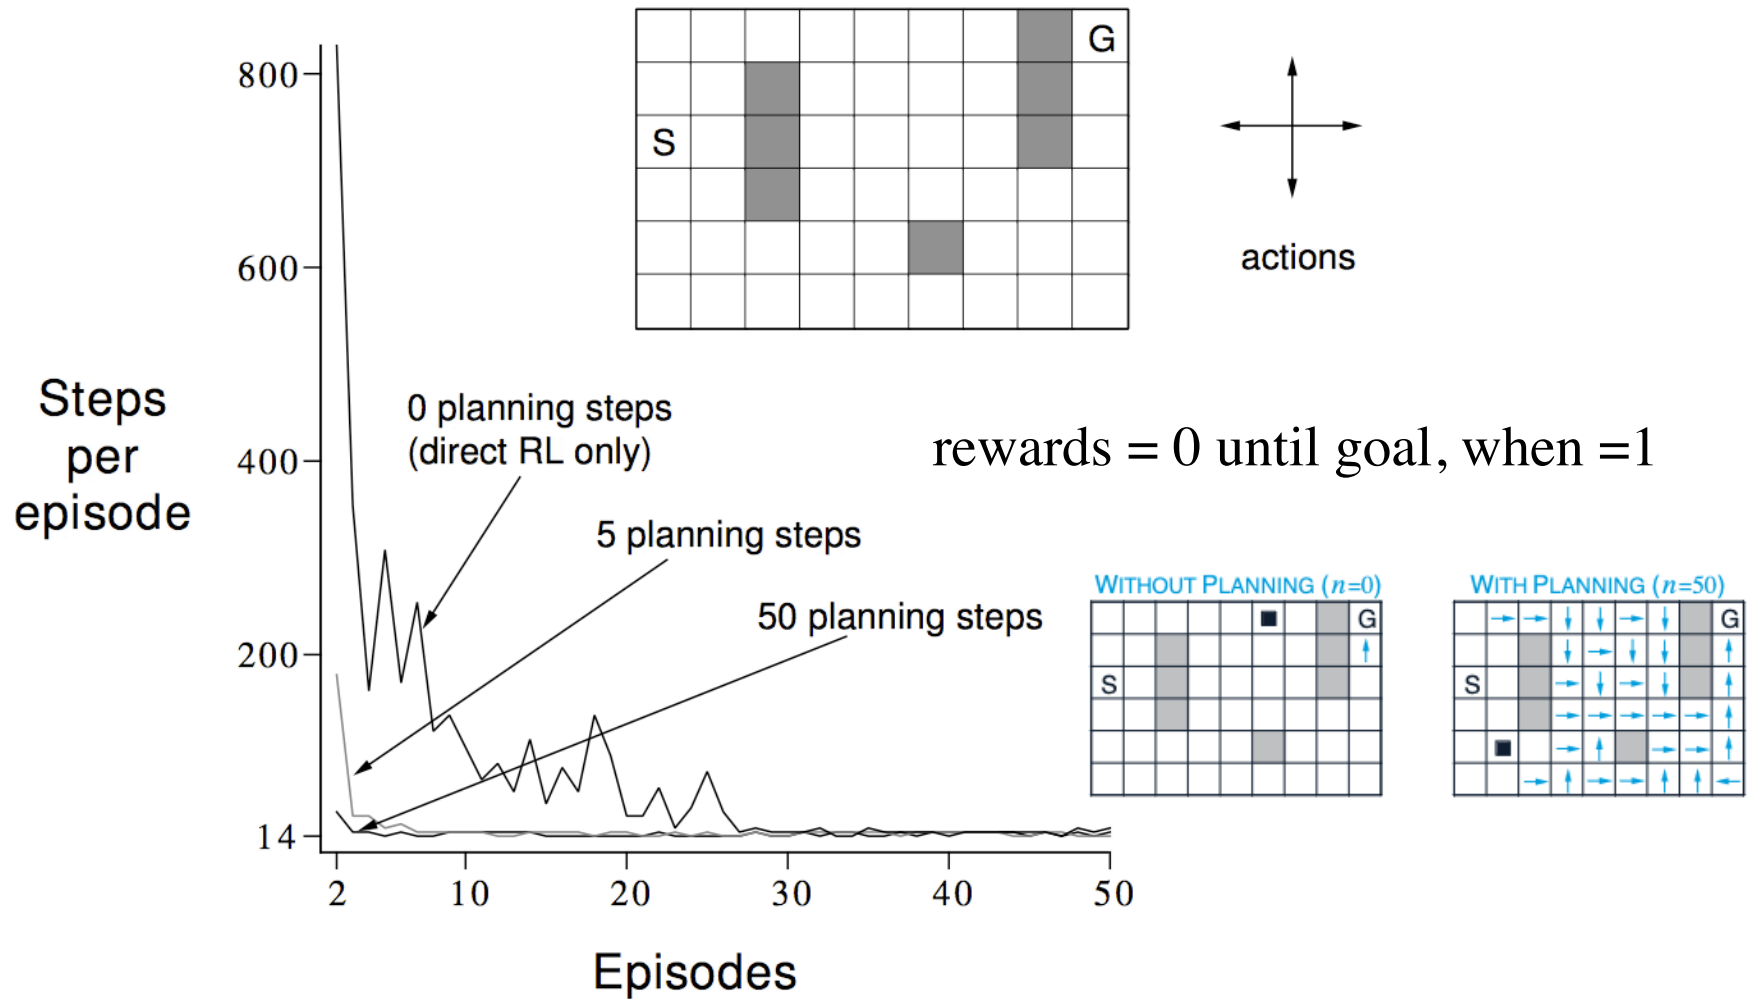 800
600
400
200
14
2
10
20
30
40
50
Steps
per
episode
Episodes
0 planning steps
(direct RL only)
5 planning steps
50 planning steps
G
S
actions
rewards = 0 until goal, when =1
WITHOUT PLANNING (n=0)
G
S
WITH PLANNING (n=50)
G
S